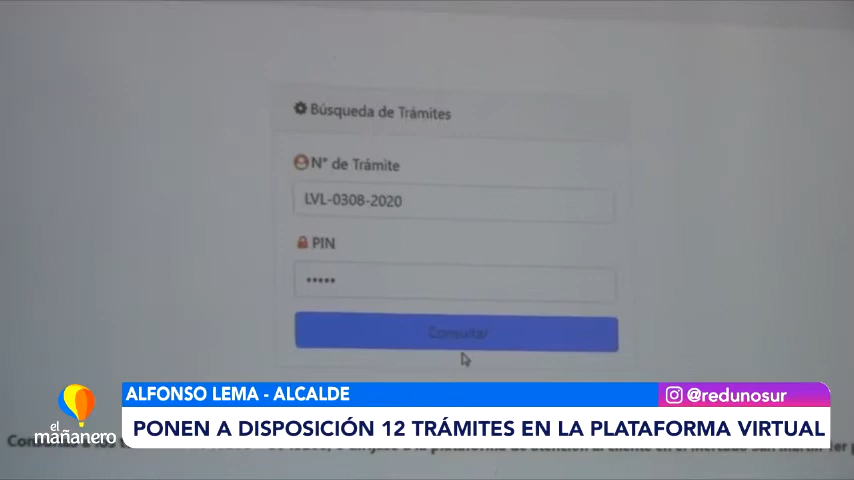 Búsqueda de Trámites
N° de Trámite
LVL-0308-2020
PIN
•••••
Consultar
ALFONSO LEMA - ALCALDE
@redunosur
el mañanero
PONEN A DISPOSICIÓN 12 TRÁMITES EN LA PLATAFORMA VIRTUAL